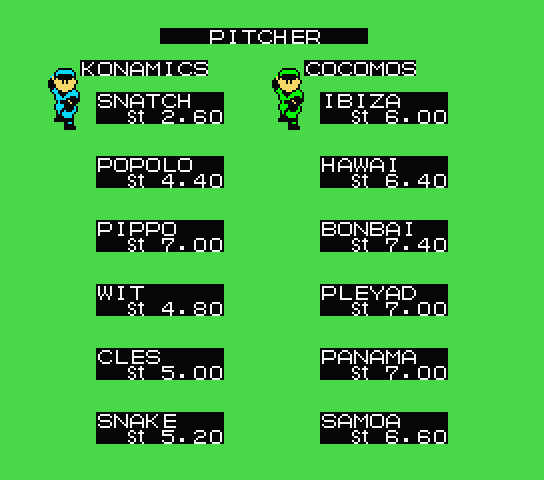 PITCHER
KONAMICS
SNATCH
St 2.60
POPOLO
St 4.40
PIPPO
St 7.00
WIT
St 4.80
CLES
St 5.00
SNAKE
St 5.20
COCOMOS
IBIZA
St 6.00
HAWAI
St 6.40
BONBAI
St 7.40
PLEYAD
St 7.00
PANAMA
St 7.00
SAMOA
St 6.60